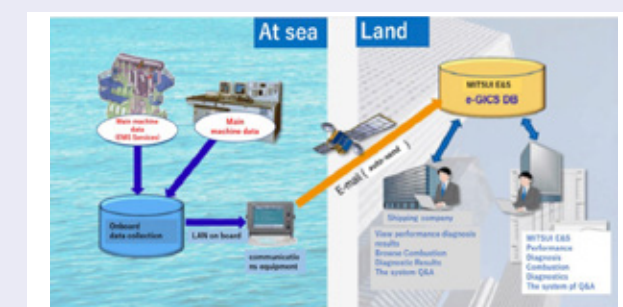 At sea
Land
Main machine
data
(EMS Services)
Main
machine data
MITSUI E&S
e-GICS DB
E-mail ( auto-send )
Onboard
data collection
LAN on board
communicatio
ns equipment
Shipping company
View performance diagnosis
results
Browse Combustion
Diagnostic Results
The system Q&A
MITSUI E&S
Performance
Diagnosis
Combustion
Diagnostics
The system of Q&A